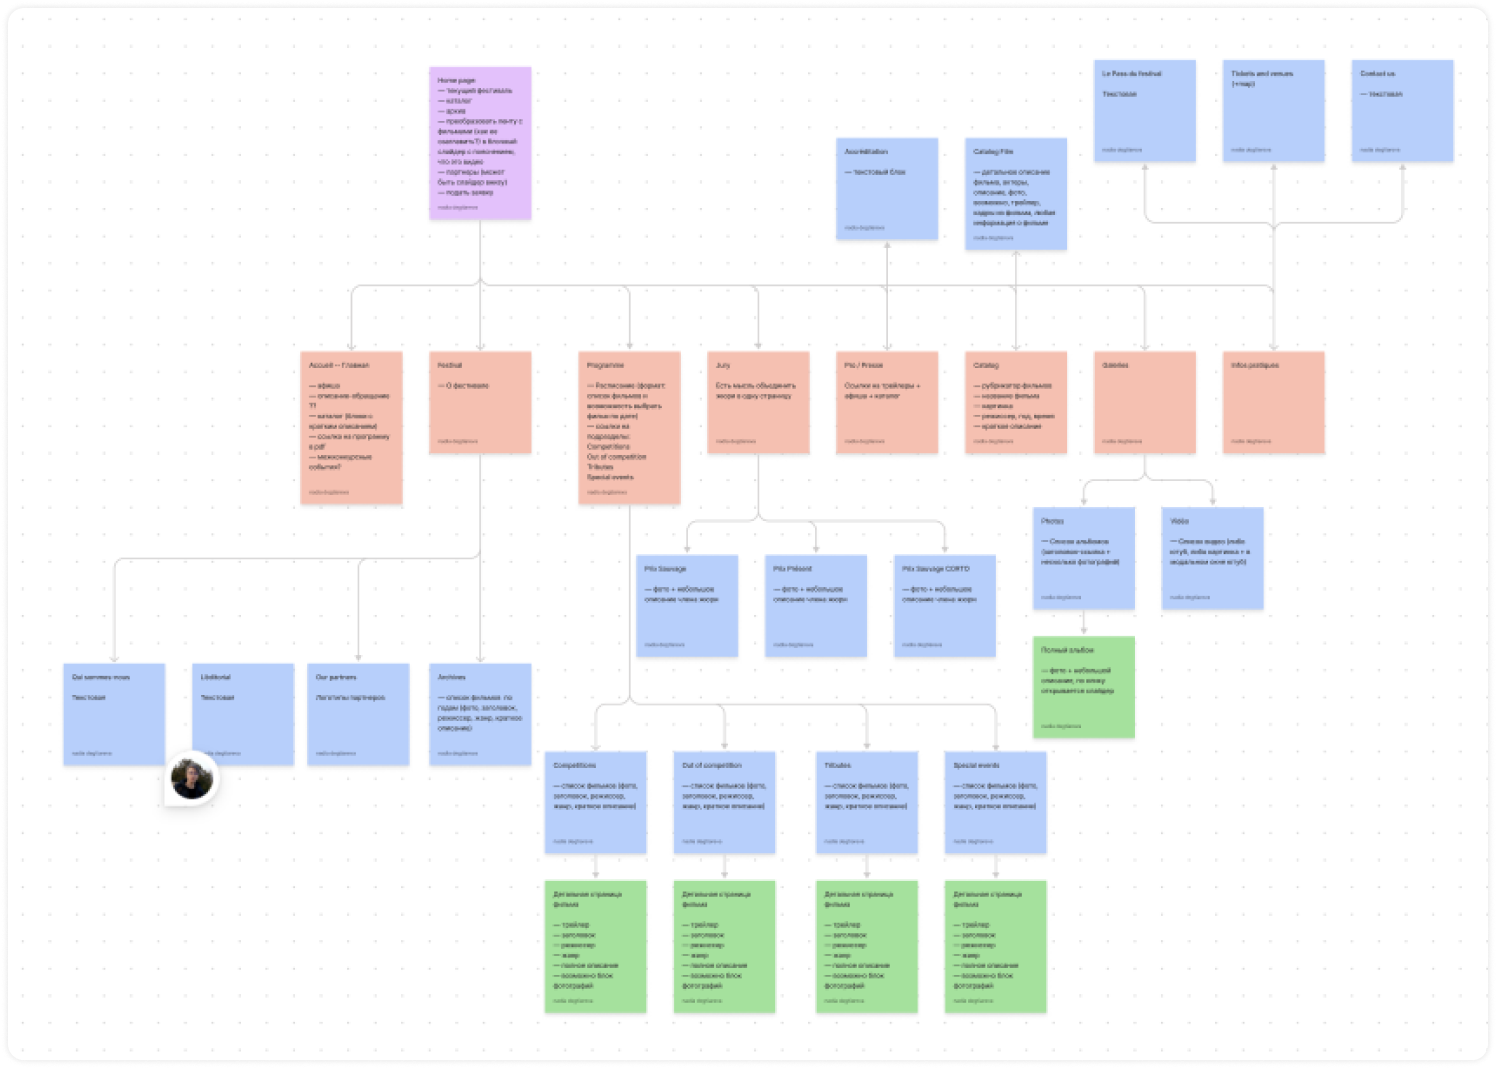 Home page
— текущий фестиваль
— каталог
— архив
— преобразовать ленту с
фильмами (как ее
озаглавить?) в блоковый
слайдер с пояснением,
что это видео
— партнеры (может
быть слайдер внизу)
— подать заявку
Le Pass du festival
Текстовая
Tickets and venues
(+map)
Contact us
— текстовая
Accréditation
— текстовый блок
Catalog Film
— детальное описание
фильма, актеры,
описание, фото,
возможно, трейлер,
кадры из фильма, любая
информация о фильме
Accueil — Главная
— афиша
— описание-обращение
??
— каталог (блоки с
кратким описанием)
— ссылка на программу
в pdf
— межконкурсные
события?
Festival
— О фестивале
Programme
— Расписание (формат:
список фильмов и
возможность выбрать
фильм по дате)
— ссылки на
подразделы:
Competitions
Out of competition
Tributes
Special events
Jury
Есть мысль объединить
жюри в одну страницу
Pro / Presse
Ссылки на трейлеры +
афиша + каталог
Catalog
— рубрикатор фильмов
— название фильма
— картинка
— режиссер, год, время
— краткое описание
Galeries
Infos pratiques
Photos
— Список альбомов
(заголовок-ссылка +
несколько фотографий)
Vidéo
— Список видео (либо
ютуб, либо картинка + в
модальном окне ютуб)
Prix Sauvage
— фото + небольшое
описание члена жюри
Prix Présent
— фото + небольшое
описание члена жюри
Prix Sauvage CORTO
— фото + небольшое
описание члена жюри
Полный альбом
— фото + небольшой
описание, по клику
открывается слайдер
Qui sommes-nous
Текстовая
L'éditorial
Текстовая
Our partners
Логотипы партнеров
Archives
— список фильмов по
годам (фото, заголовок,
режиссер, жанр, краткое
описание)
Competitions
— список фильмов (фото,
заголовок, режиссер,
жанр, краткое описание)
Out of competition
— список фильмов (фото,
заголовок, режиссер,
жанр, краткое описание)
Tributes
— список фильмов (фото,
заголовок, режиссер,
жанр, краткое описание)
Special events
— список фильмов (фото,
заголовок, режиссер,
жанр, краткое описание)
Детальная страница
фильма
— трейлер
— заголовок
— режиссер
— жанр
— полное описание
— возможно блок
фотографий
Детальная страница
фильма
— трейлер
— заголовок
— режиссер
— жанр
— полное описание
— возможно блок
фотографий
Детальная страница
фильма
— трейлер
— заголовок
— режиссер
— жанр
— полное описание
— возможно блок
фотографий
Детальная страница
фильма
— трейлер
— заголовок
— режиссер
— жанр
— полное описание
— возможно блок
фотографий